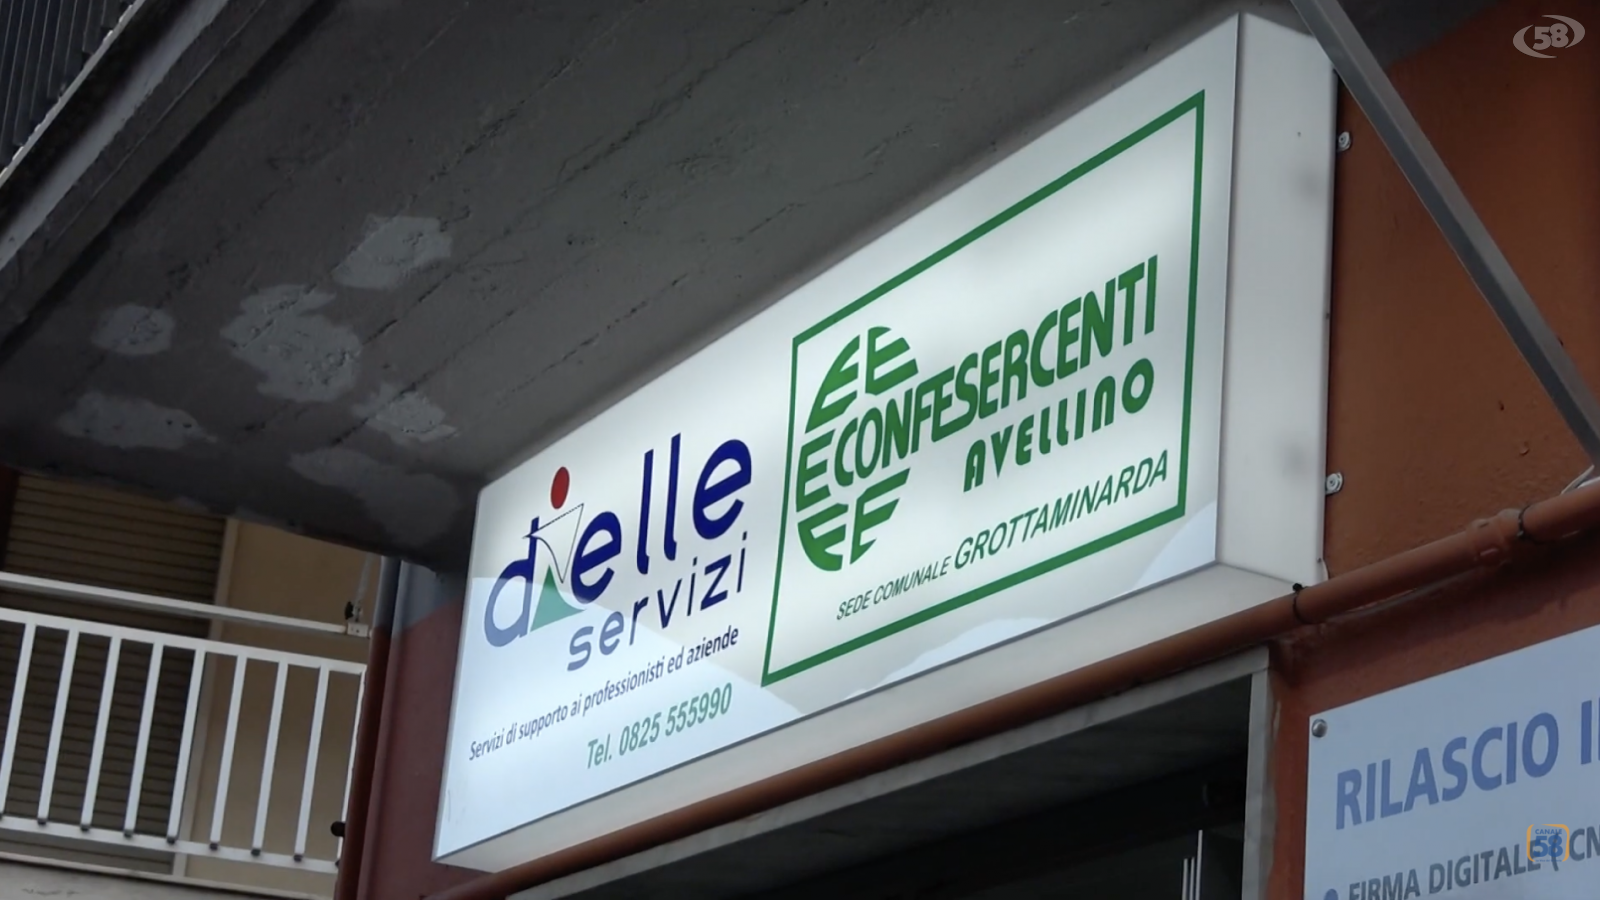 58
dielle
servizi
Servizi di supporto ai professionisti ed aziende
Tel. 0825 555990
CONFESERCENTI
AVELLINO
SEDE COMUNALE GROTTAMINARDA
RILASCIO
FIRMA DIGITALE
CANALE
58